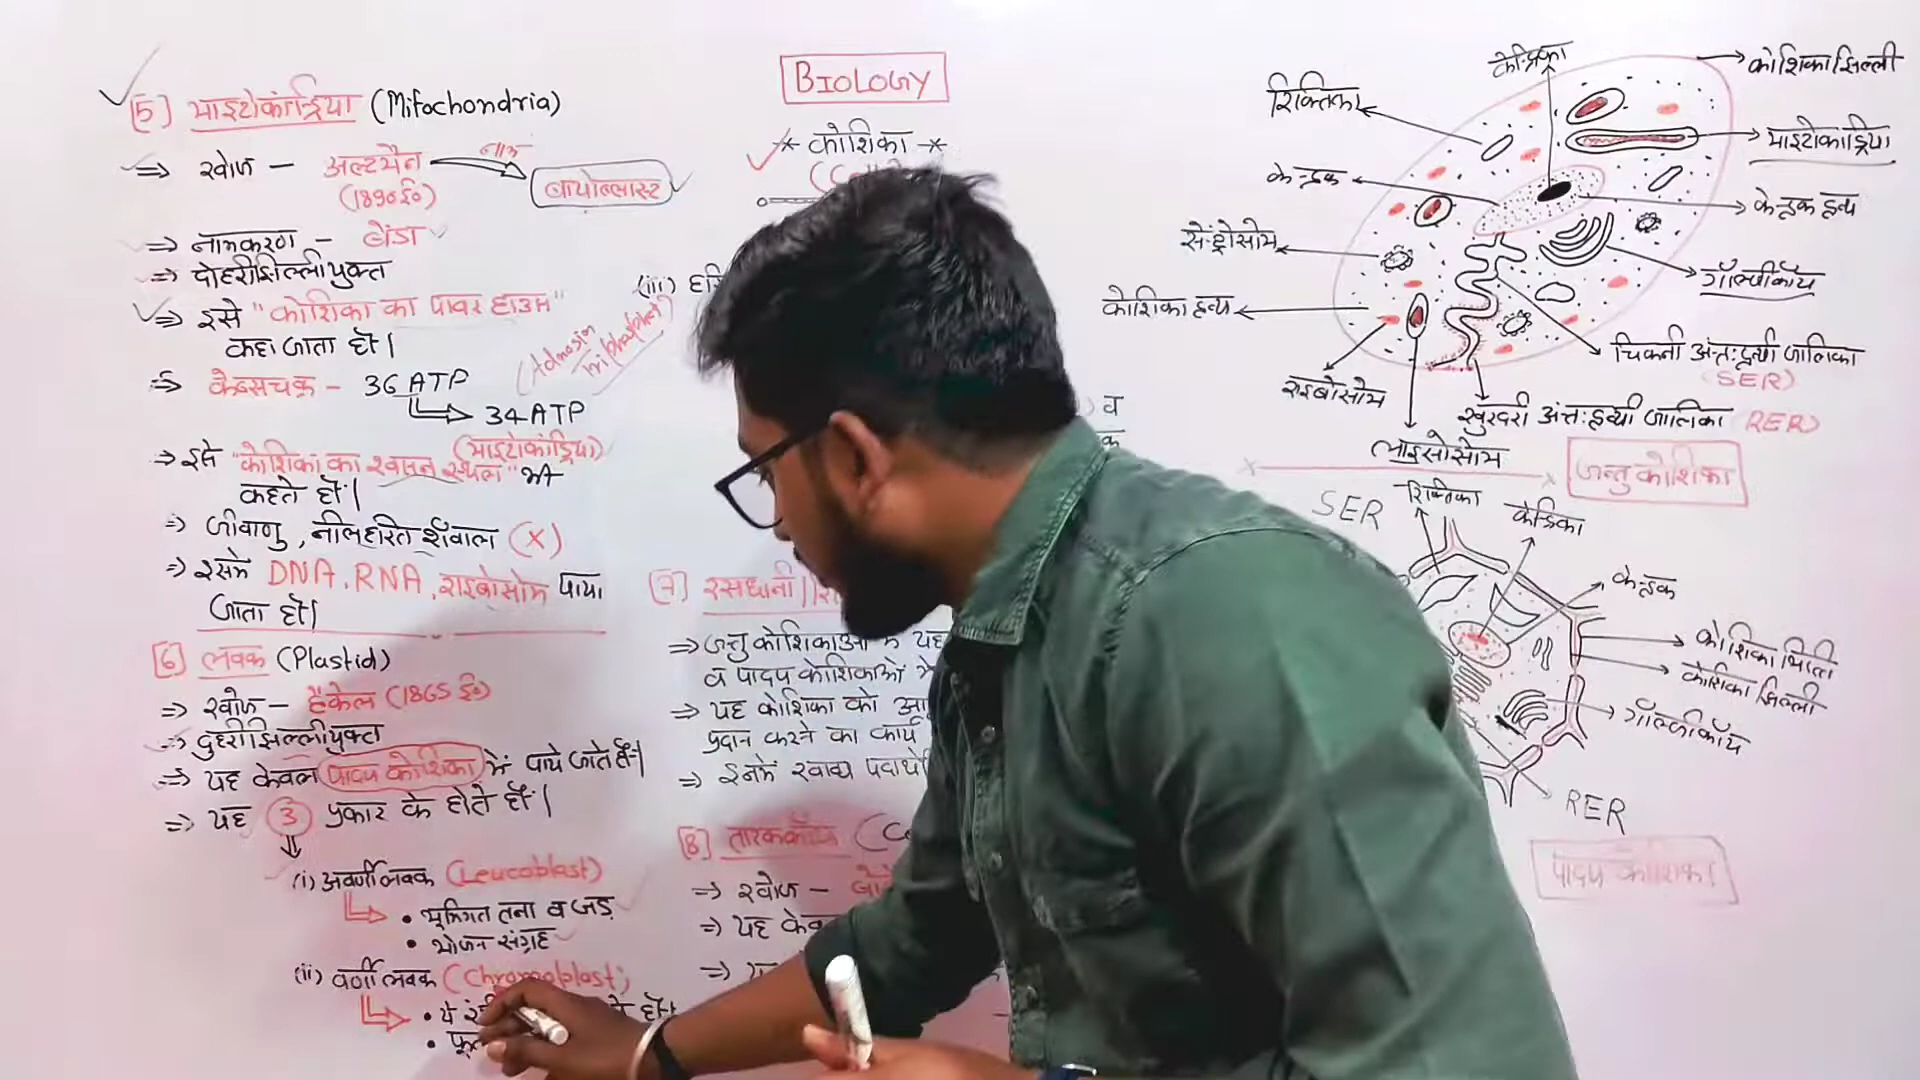 BIOLOGY
* कोशिका *
[5] माइटोकांड्रिया (Mitochondria)
⇒ खोज – अल्टमैन नाम बायोब्लास्ट
(1890ई०)
⇒ नामकरण – बेंडा
⇒ दोहरी झिल्लीयुक्त
⇒ इसे "कोशिका का पावर हाउस"
कहा जाता है।
⇒ केब्सचक्र – 36 ATP
34 ATP
(माइटोकांड्रिया)
⇒ इसे "कोशिका का श्वसन स्थल" भी
कहते हैं।
⇒ जीवाणु, नीलहरित शैवाल (X)
⇒ इसमे DNA, RNA, राइबोसोम पाया
जाता है।
[6] लवक (Plastid)
⇒ खोज – हैकेल (1865 ई०)
⇒ दुहरी झिल्लीयुक्त
⇒ यह केवल पादप कोशिका में पाये जाते हैं।
⇒ यह 3 प्रकार के होते हैं।
(i) अवर्णी लवक (Leucoblast)
• भूमिगत तना व जड़
• भोजन संग्रह
(ii) वर्णी लवक (Chromoplast)
(iii)
[7] रसधानी
⇒ जन्तु कोशिकाओं
व पादप कोशिकाओं
⇒ यह कोशिका को
प्रदान करने का कार्य
⇒ इनमें खाद्य
[8] तारककाय
⇒ खोज –
⇒ यह
⇒
केन्द्रिका
रिक्तिका
केन्द्रक
सेन्ट्रोसोम
कोशिका द्रव्य
राइबोसोम
लाइसोसोम
कोशिका झिल्ली
माइटोकांड्रिया
केन्द्रक द्रव्य
गॉल्जीकॉय
चिकनी अंत:द्रव्यी जालिका
(SER)
खुरदरी अंत:द्रव्यी जालिका (RER)
जन्तु कोशिका
SER
रिक्तिका
केन्द्रिका
केन्द्रक
कोशिका भित्ति
कोशिका झिल्ली
गॉल्जीकॉय
RER
पादप कोशिका